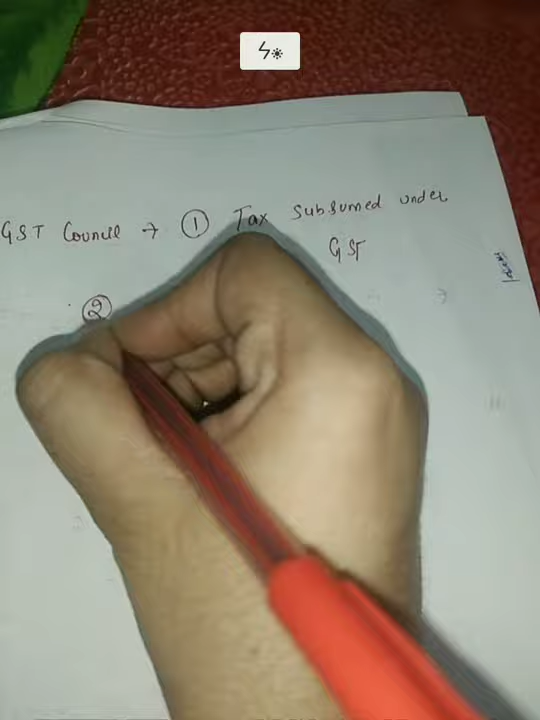 GST Council → ① Tax subsumed under
GST
②